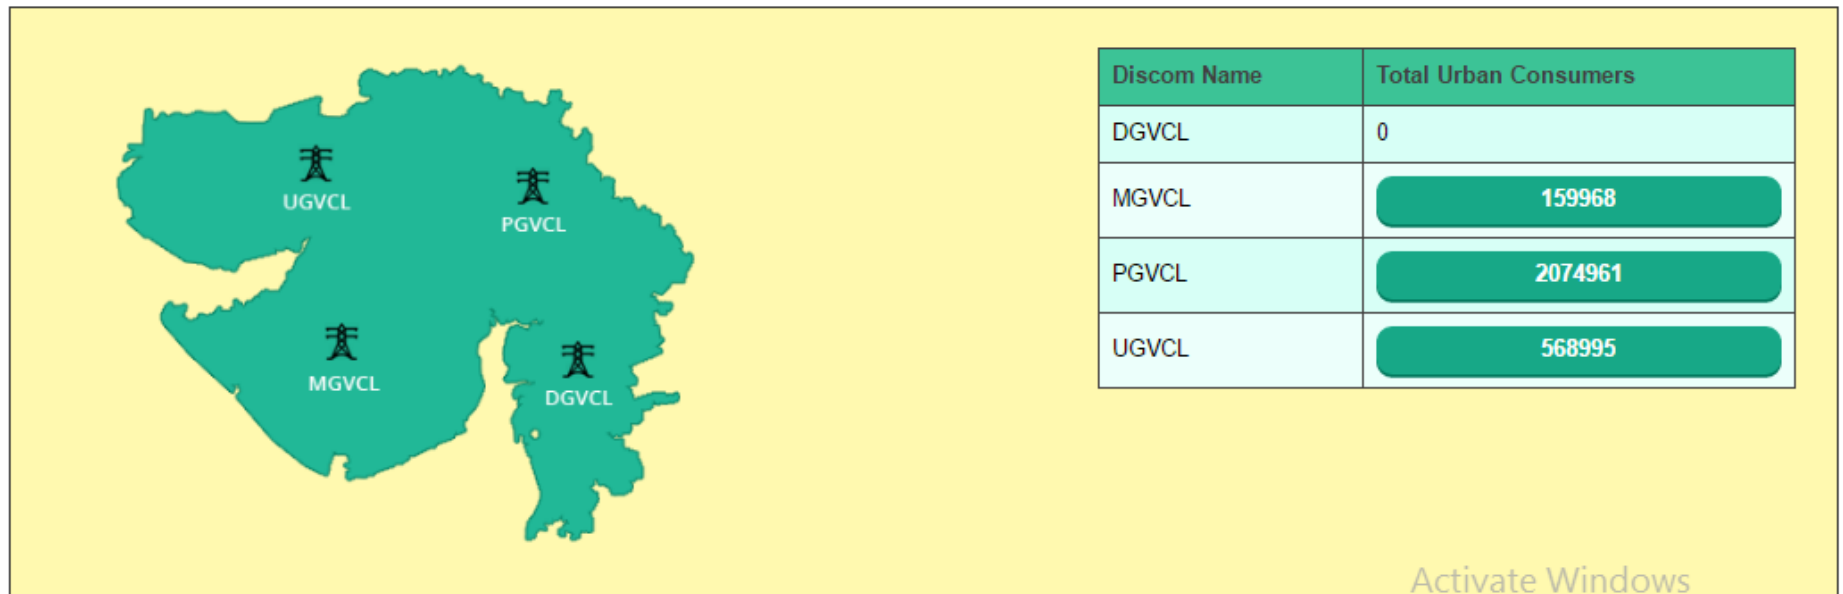 UGVCL
PGVCL
MGVCL
DGVCL
Discom Name Total Urban Consumers
DGVCL 0
MGVCL 159968
PGVCL 2074961
UGVCL 568995
Activate Windows